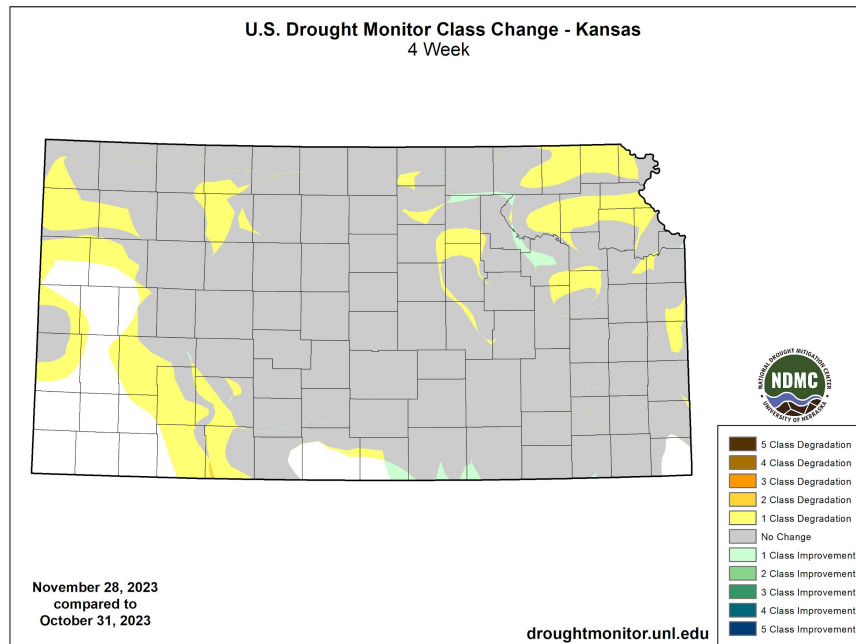 U.S. Drought Monitor Class Change - Kansas
4 Week
NATIONAL DROUGHT MITIGATION CENTER
NDMC
UNIVERSITY OF NEBRASKA
5 Class Degradation
4 Class Degradation
3 Class Degradation
2 Class Degradation
1 Class Degradation
No Change
1 Class Improvement
2 Class Improvement
3 Class Improvement
4 Class Improvement
5 Class Improvement
November 28, 2023
compared to
October 31, 2023
droughtmonitor.unl.edu